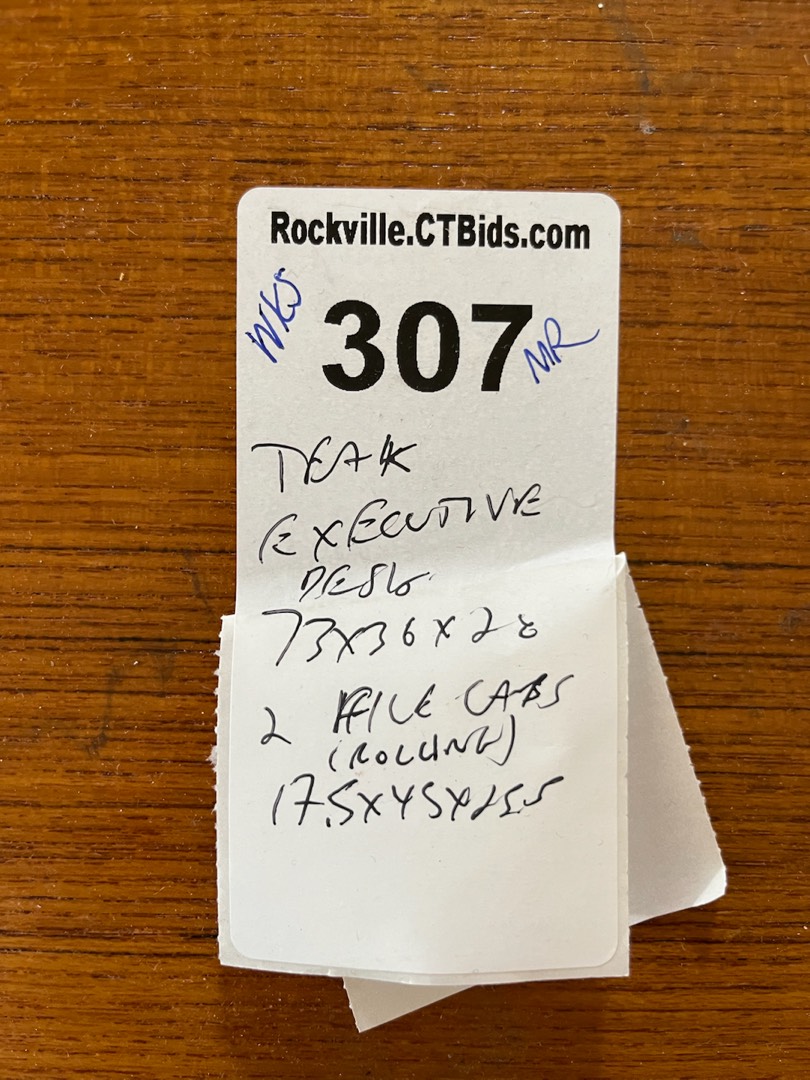 Rockville.CTBids.com
WKS
307
MR
TEAK
EXECUTIVE
DESK
73X36X28
2 FILE CABS
(ROLLING)
17.5X45X25.5